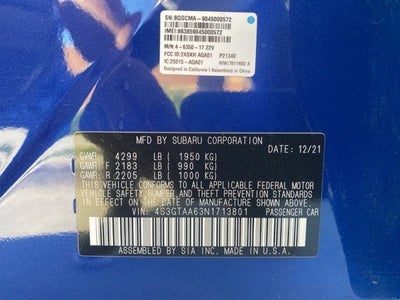 SN: BQGCMA - 9045000572
IMEI: 863859045000572
M/N: 4-6350-17 22V
FCC ID: 2ASKH AQA01 P21340
IC: 25015-AQA01 H/W:
Designed in California | Assembled in China
MFD BY SUBARU CORPORATION 12/21
GVWR: 4299 LB ( 1950 KG)
GAWR: F 2183 LB ( 990 KG)
GAWR: R 2205 LB ( 1000 KG)
THIS VEHICLE CONFORMS TO ALL APPLICABLE FEDERAL MOTOR
VEHICLE SAFETY, BUMPER, AND THEFT PREVENTION STANDARDS
IN EFFECT ON THE DATE OF MANUFACTURE SHOWN ABOVE.
VIN: 4S3GTAA63N1713801 PASSENGER CAR
ASSEMBLED BY SIA INC. MADE IN U.S.A.